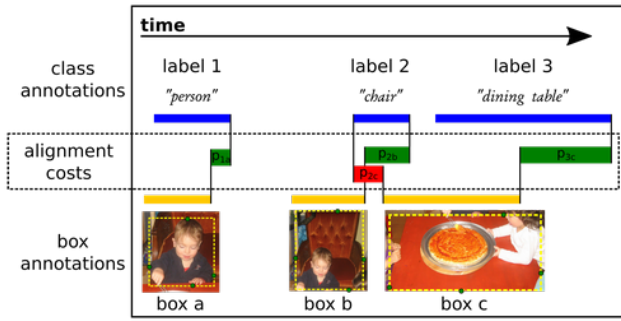 time
class
annotations
label 1
label 2
label 3
"person"
"chair"
"dining table"
alignment
costs
p1a
p2b
p3c
p2c
box
annotations
box a
box b
box c